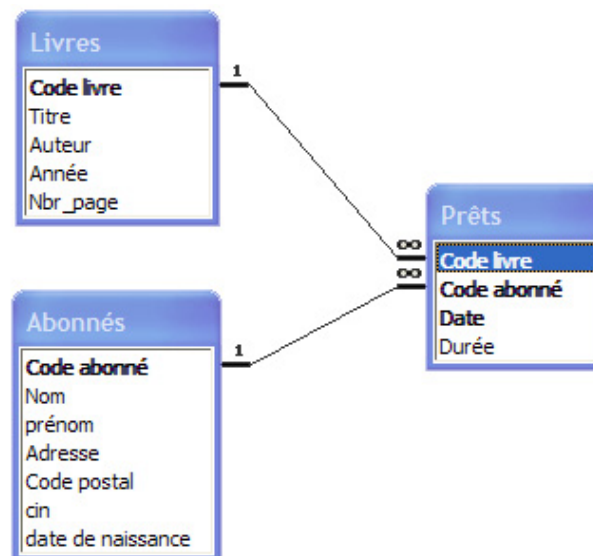 Livres
Code livre
Titre
Auteur
Année
Nbr_page
1
Prêts
∞
Code livre
∞
Code abonné
Date
Durée
Abonnés
Code abonné
1
Nom
prénom
Adresse
Code postal
cin
date de naissance